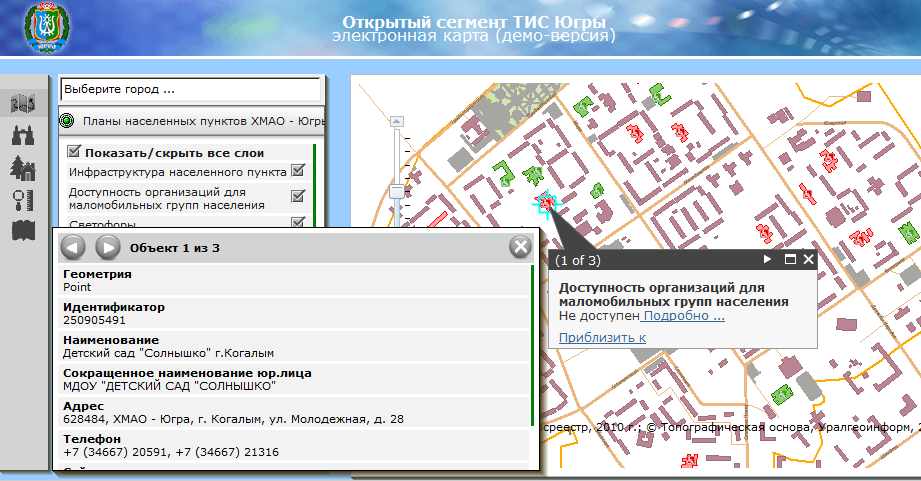 Открытый сегмент ТИС Югры
электронная карта (демо-версия)
Выберите город ...
Планы населенных пунктов ХМАО - Югры
Показать/скрыть все слои
Инфраструктура населенного пункта
Доступность организаций для
маломобильных групп населения
Светофоры
Объект 1 из 3
Геометрия
Point
Идентификатор
250905491
Наименование
Детский сад "Солнышко" г.Когалым
Сокращенное наименование юр.лица
МДОУ "ДЕТСКИЙ САД "СОЛНЫШКО"
Адрес
628484, ХМАО - Югра, г. Когалым, ул. Молодежная, д. 28
Телефон
+7 (34667) 20591, +7 (34667) 21316
(1 of 3)
Доступность организаций для
маломобильных групп населения
Не доступен Подробно ...
Приблизить к
среестр, 2010 г.; © Топографическая основа, Уралгеоинформ, 2